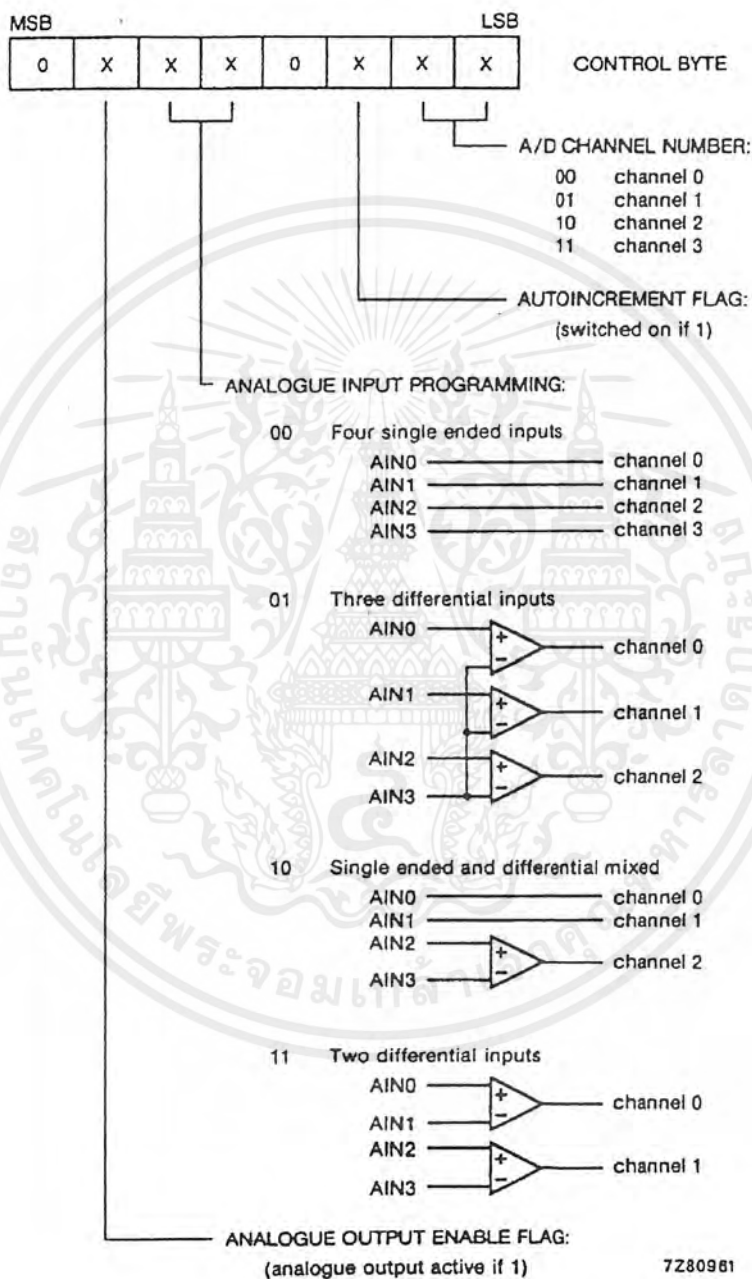 MSB LSB
0 X X X 0 X X X CONTROL BYTE
A/D CHANNEL NUMBER:
00 channel 0
01 channel 1
10 channel 2
11 channel 3
AUTOINCREMENT FLAG:
(switched on if 1)
ANALOGUE INPUT PROGRAMMING:
00 Four single ended inputs
AIN0 channel 0
AIN1 channel 1
AIN2 channel 2
AIN3 channel 3
01 Three differential inputs
AIN0 + − channel 0
AIN1 + − channel 1
AIN2 + − channel 2
AIN3
10 Single ended and differential mixed
AIN0 channel 0
AIN1 channel 1
AIN2 + − channel 2
AIN3
11 Two differential inputs
AIN0 + − channel 0
AIN1
AIN2 + − channel 1
AIN3
ANALOGUE OUTPUT ENABLE FLAG:
(analogue output active if 1)
7Z80961